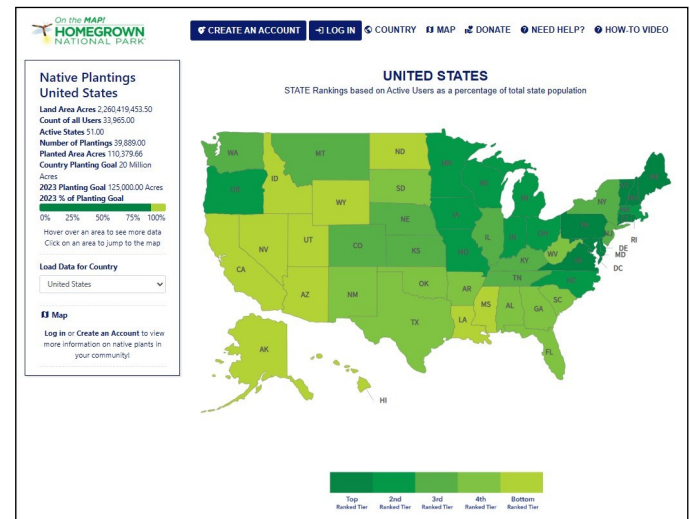 On the MAP!
HOMEGROWN
NATIONAL PARK
CREATE AN ACCOUNT
LOG IN
COUNTRY
MAP
DONATE
NEED HELP?
HOW-TO VIDEO
Native Plantings
United States
Land Area Acres 2,260,419,453.50
Count of all Users 33,965.00
Active States 51.00
Number of Plantings 39,889.00
Planted Area Acres 110,379.66
Country Planting Goal 20 Million
Acres
2023 Planting Goal 125,000.00 Acres
2023 % of Planting Goal
0% 25% 50% 75% 100%
Hover over an area to see more data
Click on an area to jump to the map
Load Data for Country
United States
Map
Log in or Create an Account to view
more information on native plants in
your community!
UNITED STATES
STATE Rankings based on Active Users as a percentage of total state population
WA
MT
ND
ID
SD
WY
NE
NV
UT
CO
KS
CA
AZ
NM
OK
TX
AR
LA
MS
AL
GA
SC
FL
TN
KY
IL
WV
NY
NJ
RI
DE
MD
DC
AK
HI
Top
Ranked Tier
2nd
Ranked Tier
3rd
Ranked Tier
4th
Ranked Tier
Bottom
Ranked Tier